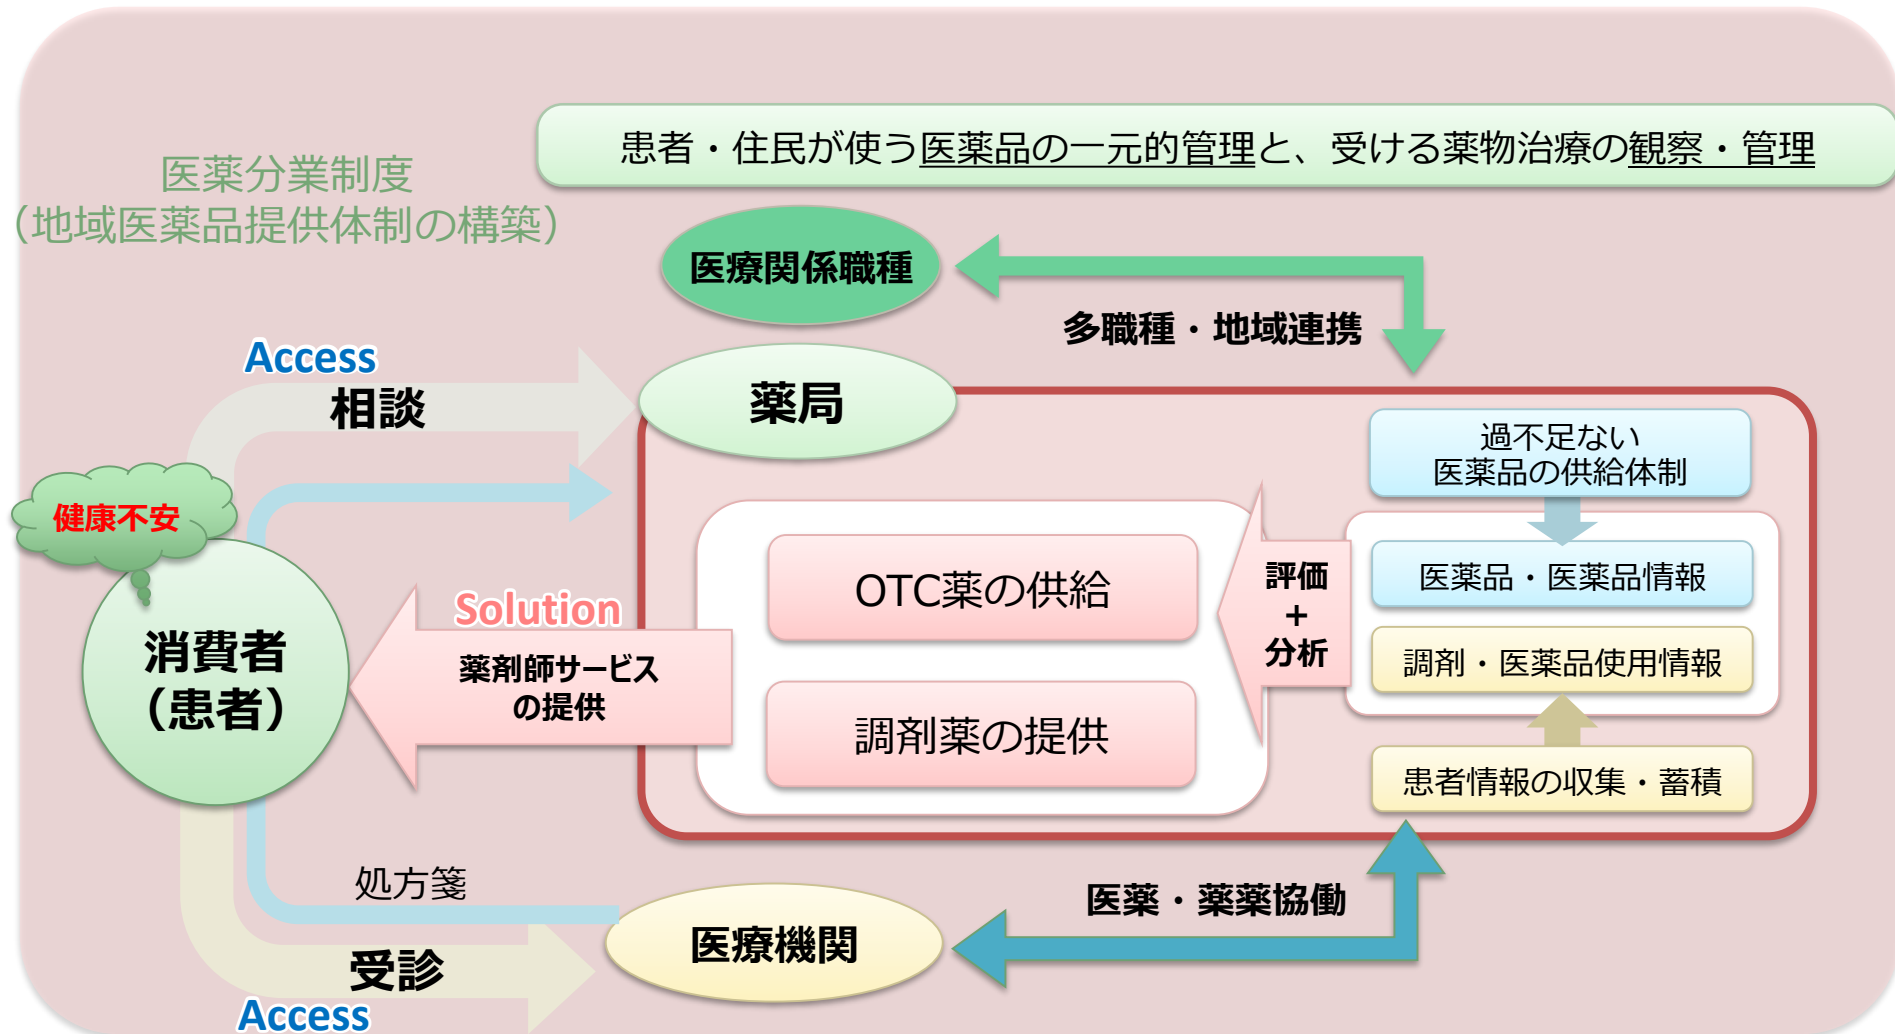 患者・住民が使う医薬品の一元的管理と、受ける薬物治療の観察・管理
医薬分業制度
（地域医薬品提供体制の構築）
医療関係職種
多職種・地域連携
Access
相談
薬局
過不足ない
医薬品の供給体制
健康不安
OTC薬の供給
評価
+
分析
医薬品・医薬品情報
Solution
消費者
（患者）
薬剤師サービス
の提供
調剤・医薬品使用情報
調剤薬の提供
患者情報の収集・蓄積
処方箋
医薬・薬薬協働
医療機関
受診
Access